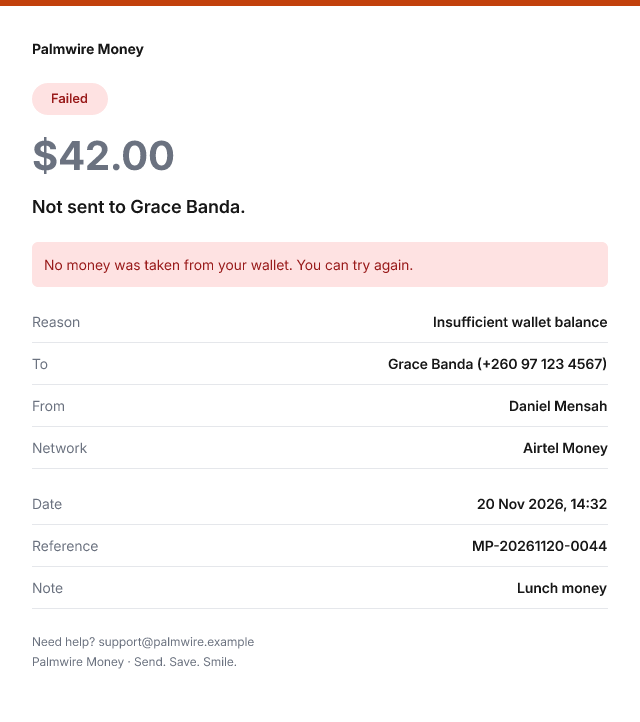 Palmwire Money
Failed
$42.00
Not sent to Grace Banda.
No money was taken from your wallet. You can try again.
Reason Insufficient wallet balance
To Grace Banda (+260 97 123 4567)
From Daniel Mensah
Network Airtel Money
Date 20 Nov 2026, 14:32
Reference MP-20261120-0044
Note Lunch money
Need help? support@palmwire.example
Palmwire Money · Send. Save. Smile.